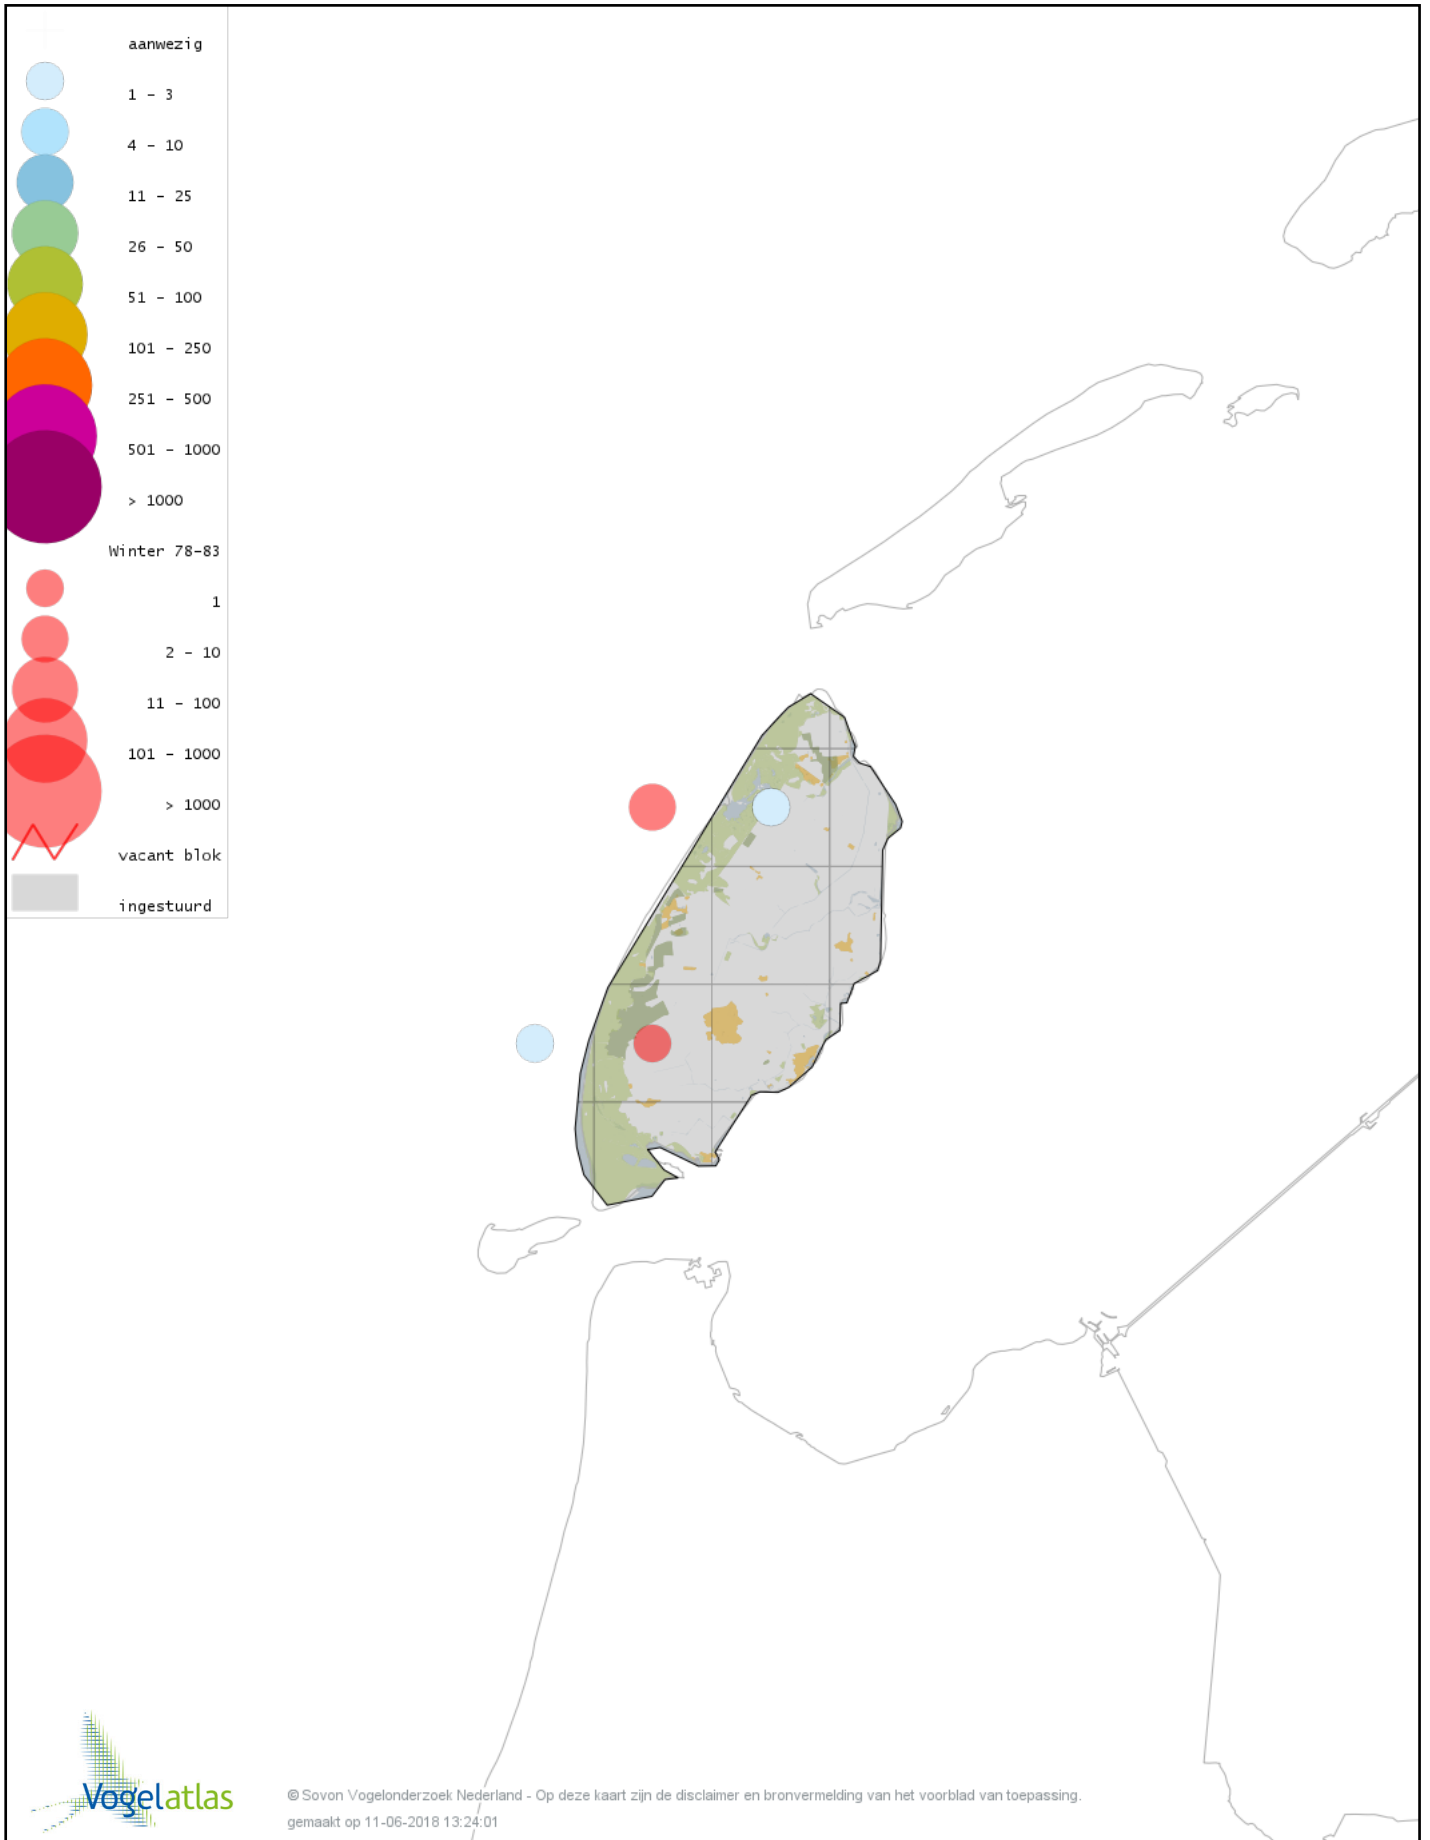 aanwezig
1 - 3
4 - 10
11 - 25
26 - 50
51 - 100
101 - 250
251 - 500
501 - 1000
> 1000
Winter 78-83
1
2 - 10
11 - 100
101 - 1000
> 1000
vacant blok
ingestuurd
Vogelatlas
© Sovon Vogelonderzoek Nederland - Op deze kaart zijn de disclaimer en bronvermelding van het voorblad van toepassing.
gemaakt op 11-06-2018 13:24:01